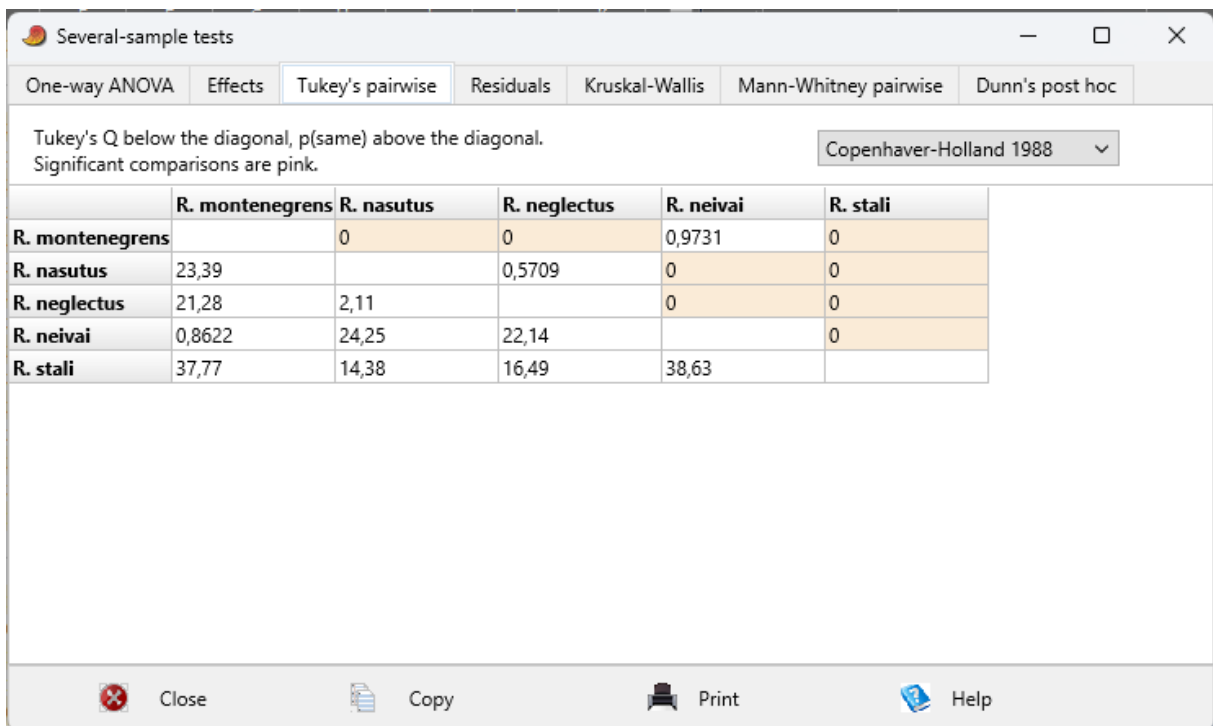 Several-sample tests
One-way ANOVA Effects Tukey's pairwise Residuals Kruskal-Wallis Mann-Whitney pairwise Dunn's post hoc
Tukey's Q below the diagonal, p(same) above the diagonal.
Significant comparisons are pink.
Copenhaver-Holland 1988
R. montenegrens R. nasutus R. neglectus R. neivai R. stali
R. montenegrens 0 0 0,9731 0
R. nasutus 23,39 0,5709 0 0
R. neglectus 21,28 2,11 0 0
R. neivai 0,8622 24,25 22,14 0
R. stali 37,77 14,38 16,49 38,63
Close Copy Print Help